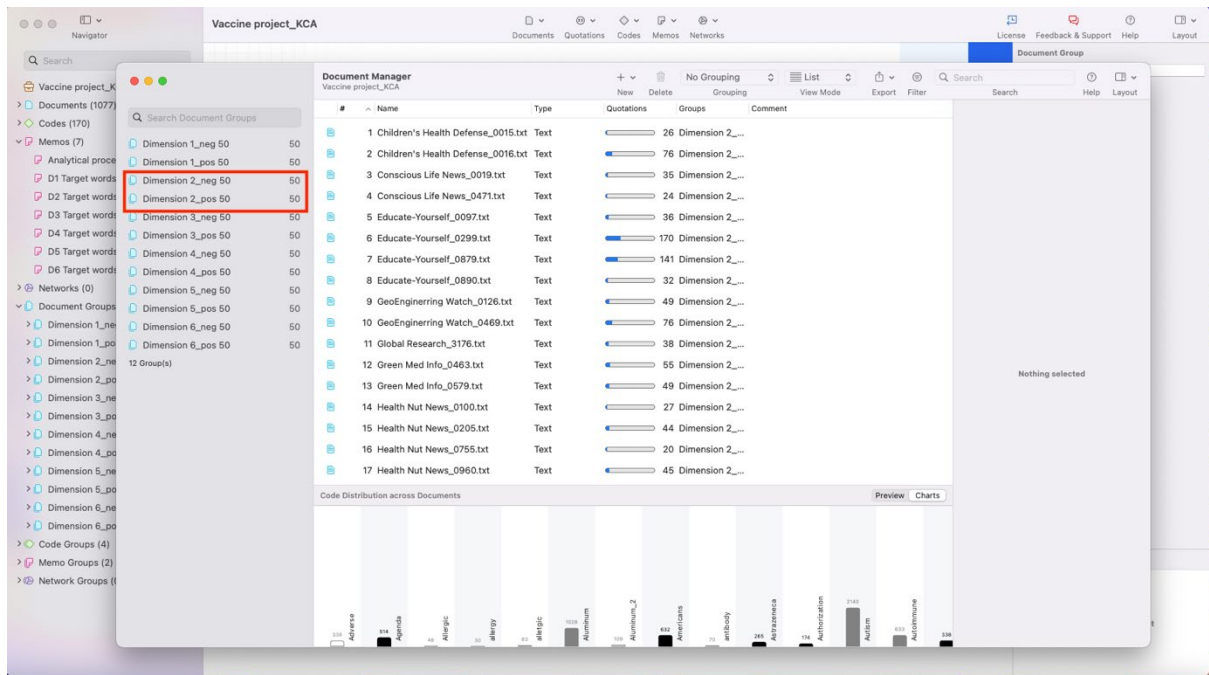 Navigator
Vaccine project_KCA
Documents Quotations Codes Memos Networks
License Feedback & Support Help Layout
Search
Document Group
Vaccine project_K
Documents (1077)
Codes (170)
Memos (7)
Analytical proce
D1 Target words
D2 Target words
D3 Target words
D4 Target words
D5 Target words
D6 Target words
Networks (0)
Document Groups
Dimension 1_ne
Dimension 1_po
Dimension 2_ne
Dimension 2_po
Dimension 3_ne
Dimension 3_po
Dimension 4_ne
Dimension 4_po
Dimension 5_ne
Dimension 5_po
Dimension 6_ne
Dimension 6_po
Code Groups (4)
Memo Groups (2)
Network Groups (
Search Document Groups
Dimension 1_neg 50 50
Dimension 1_pos 50 50
Dimension 2_neg 50 50
Dimension 2_pos 50 50
Dimension 3_neg 50 50
Dimension 3_pos 50 50
Dimension 4_neg 50 50
Dimension 4_pos 50 50
Dimension 5_neg 50 50
Dimension 5_pos 50 50
Dimension 6_neg 50 50
Dimension 6_pos 50 50
12 Group(s)
Document Manager
Vaccine project_KCA
No Grouping List Search
New Delete Grouping View Mode Export Filter Search Help Layout
# Name Type Quotations Groups Comment
1 Children's Health Defense_0015.txt Text 26 Dimension 2_...
2 Children's Health Defense_0016.txt Text 76 Dimension 2_...
3 Conscious Life News_0019.txt Text 35 Dimension 2_...
4 Conscious Life News_0471.txt Text 24 Dimension 2_...
5 Educate-Yourself_0097.txt Text 36 Dimension 2_...
6 Educate-Yourself_0299.txt Text 170 Dimension 2_...
7 Educate-Yourself_0879.txt Text 141 Dimension 2_...
8 Educate-Yourself_0890.txt Text 32 Dimension 2_...
9 GeoEnginerring Watch_0126.txt Text 49 Dimension 2_...
10 GeoEnginerring Watch_0469.txt Text 76 Dimension 2_...
11 Global Research_3176.txt Text 38 Dimension 2_...
12 Green Med Info_0463.txt Text 55 Dimension 2_...
13 Green Med Info_0579.txt Text 49 Dimension 2_...
14 Health Nut News_0100.txt Text 27 Dimension 2_...
15 Health Nut News_0205.txt Text 44 Dimension 2_...
16 Health Nut News_0755.txt Text 20 Dimension 2_...
17 Health Nut News_0960.txt Text 45 Dimension 2_...
Nothing selected
Code Distribution across Documents
Preview Charts
Adverse
314 Agenda
Allergic
allergy
alletgic
Aluminum
Aluminum_2
632 Americans
antibody
265 Astrazeneca
174 Authorization
Autism
Autoimmune
338